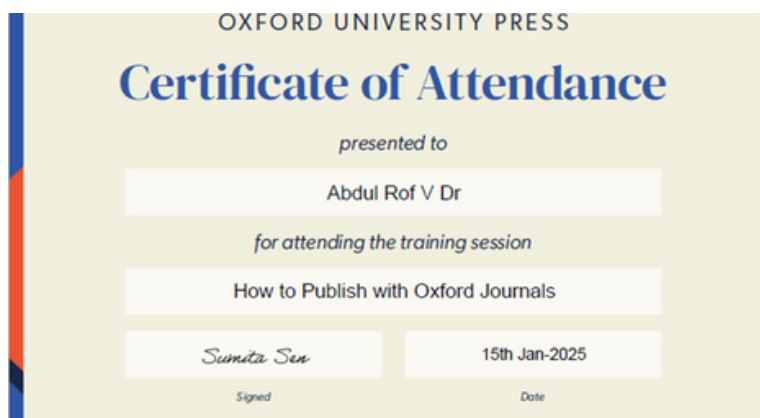 OXFORD UNIVERSITY PRESS
Certificate of Attendance
presented to
Abdul Rof V Dr
for attending the training session
How to Publish with Oxford Journals
Sumita Sen 15th Jan-2025
Signed Date